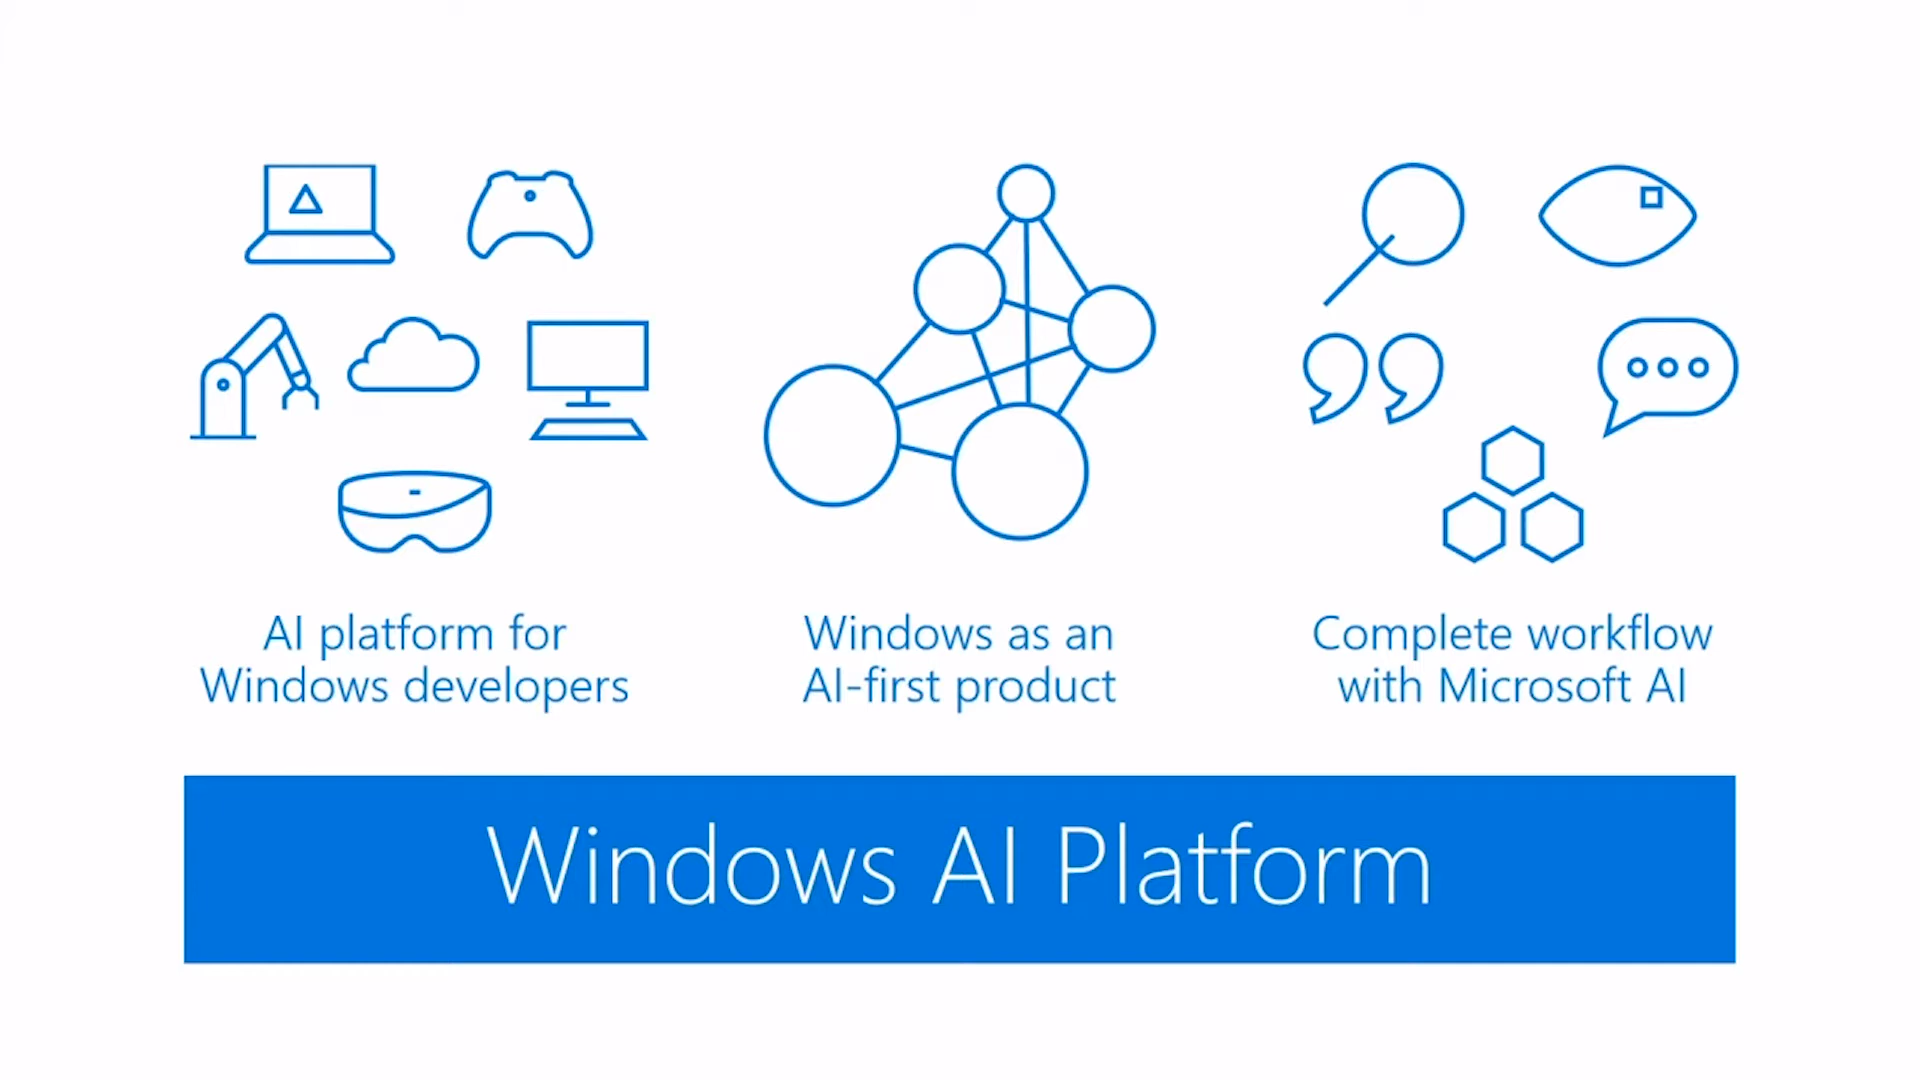 AI platform for
Windows developers
Windows as an
AI-first product
Complete workflow
with Microsoft AI
Windows AI Platform